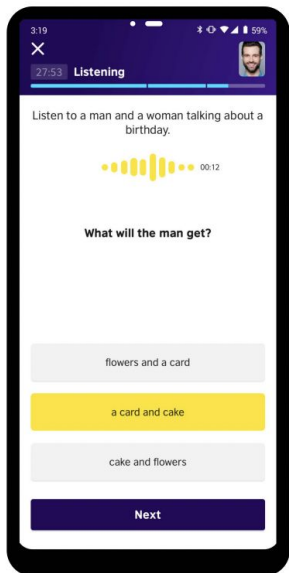 3:19
59%
27:53 Listening
Listen to a man and a woman talking about a
birthday.
00:12
What will the man get?
flowers and a card
a card and cake
cake and flowers
Next